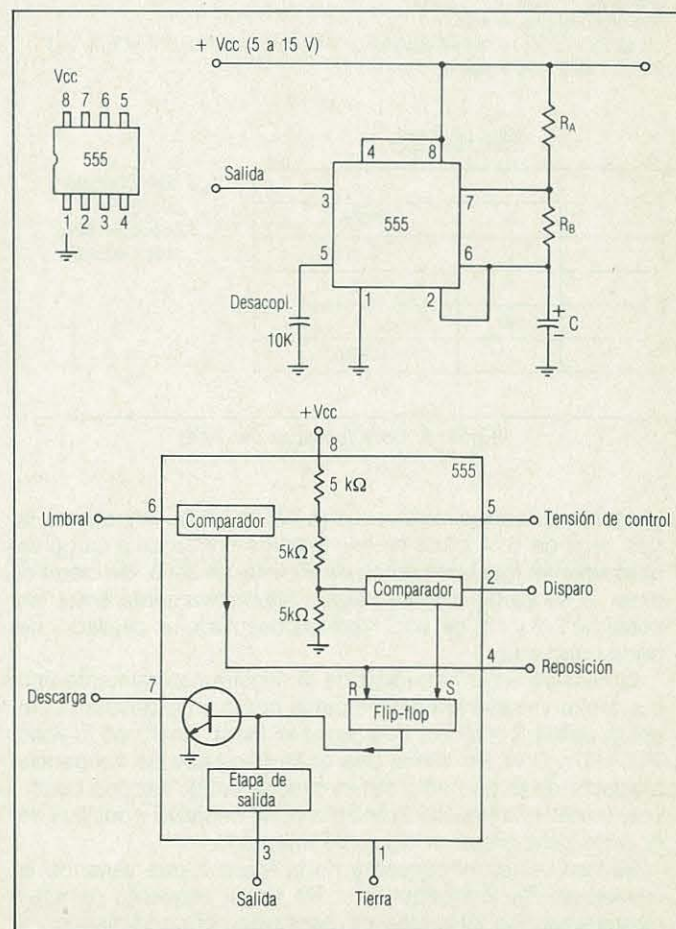 + Vcc (5 a 15 V)
Vcc
8 7 6 5
555
1 2 3 4
4 8
R_A
Salida
3
7
555
R_B
5
6
Desacopl.
10K
1
2
+
–
C
+Vcc
8
555
5 kΩ
Umbral
6
Comparador
5
Tensión de control
5kΩ
Comparador
2
Disparo
5kΩ
4
Reposición
Descarga
7
R
S
Flip-flop
Etapa de
salida
3
1
Salida
Tierra